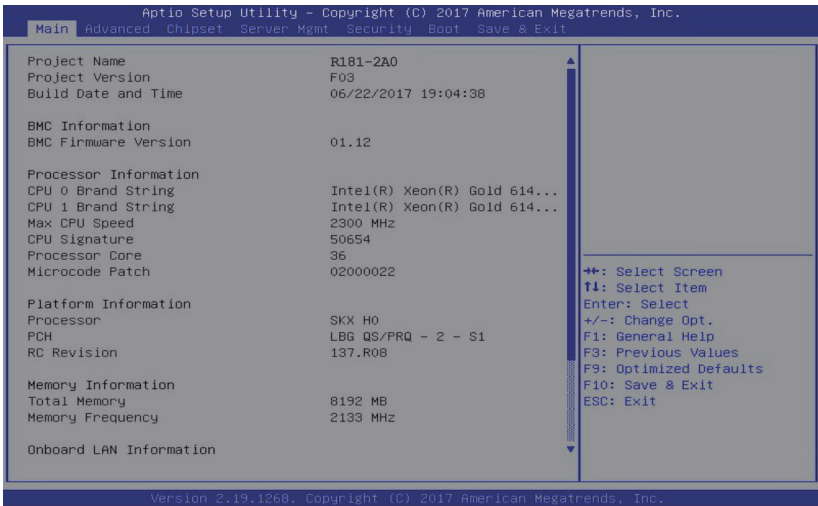 Aptio Setup Utility – Copyright (C) 2017 American Megatrends, Inc.
Main Advanced Chipset Server Mgmt Security Boot Save & Exit
Project Name R181-2A0
Project Version F03
Build Date and Time 06/22/2017 19:04:38
BMC Information
BMC Firmware Version 01.12
Processor Information
CPU 0 Brand String Intel(R) Xeon(R) Gold 614...
CPU 1 Brand String Intel(R) Xeon(R) Gold 614...
Max CPU Speed 2300 MHz
CPU Signature 50654
Processor Core 36
Microcode Patch 02000022
Platform Information
Processor SKX H0
PCH LBG QS/PRQ - 2 - S1
RC Revision 137.R08
Memory Information
Total Memory 8192 MB
Memory Frequency 2133 MHz
Onboard LAN Information
→←: Select Screen
↑↓: Select Item
Enter: Select
+/-: Change Opt.
F1: General Help
F3: Previous Values
F9: Optimized Defaults
F10: Save & Exit
ESC: Exit
Version 2.19.1268. Copyright (C) 2017 American Megatrends, Inc.